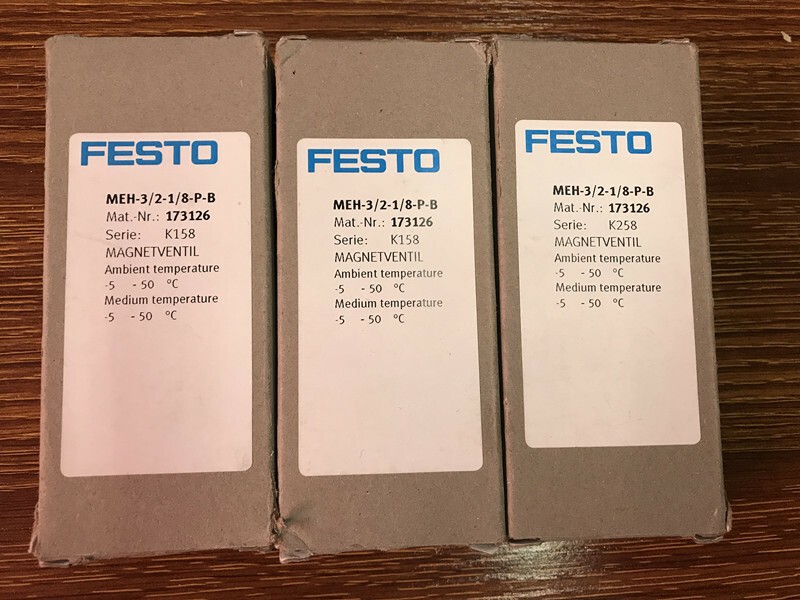 FESTO
MEH-3/2-1/8-P-B
Mat.-Nr.: 173126
Serie: K158
MAGNETVENTIL
Ambient temperature
-5 - 50 °C
Medium temperature
-5 - 50 °C
FESTO
MEH-3/2-1/8-P-B
Mat.-Nr.: 173126
Serie: K158
MAGNETVENTIL
Ambient temperature
-5 - 50 °C
Medium temperature
-5 - 50 °C
FESTO
MEH-3/2-1/8-P-B
Mat.-Nr.: 173126
Serie: K258
MAGNETVENTIL
Ambient temperature
-5 - 50 °C
Medium temperature
-5 - 50 °C